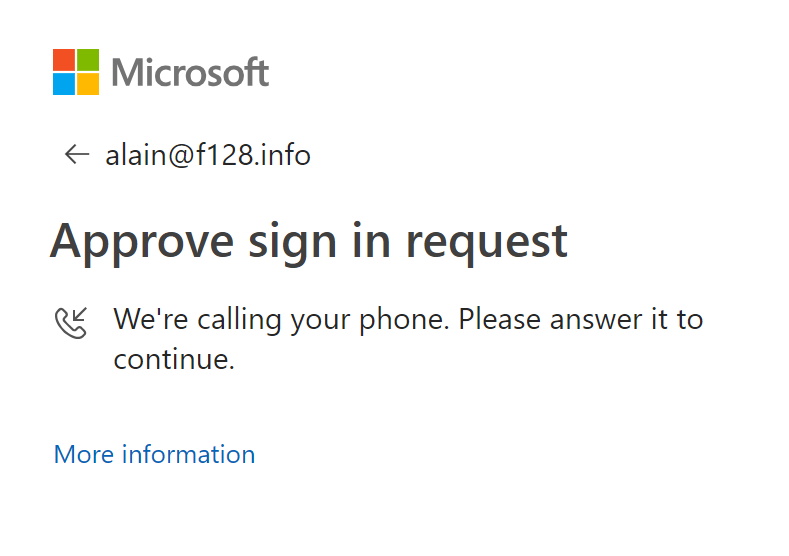 Microsoft
alain@f128.info
Approve sign in request
We're calling your phone. Please answer it to
continue.
More information